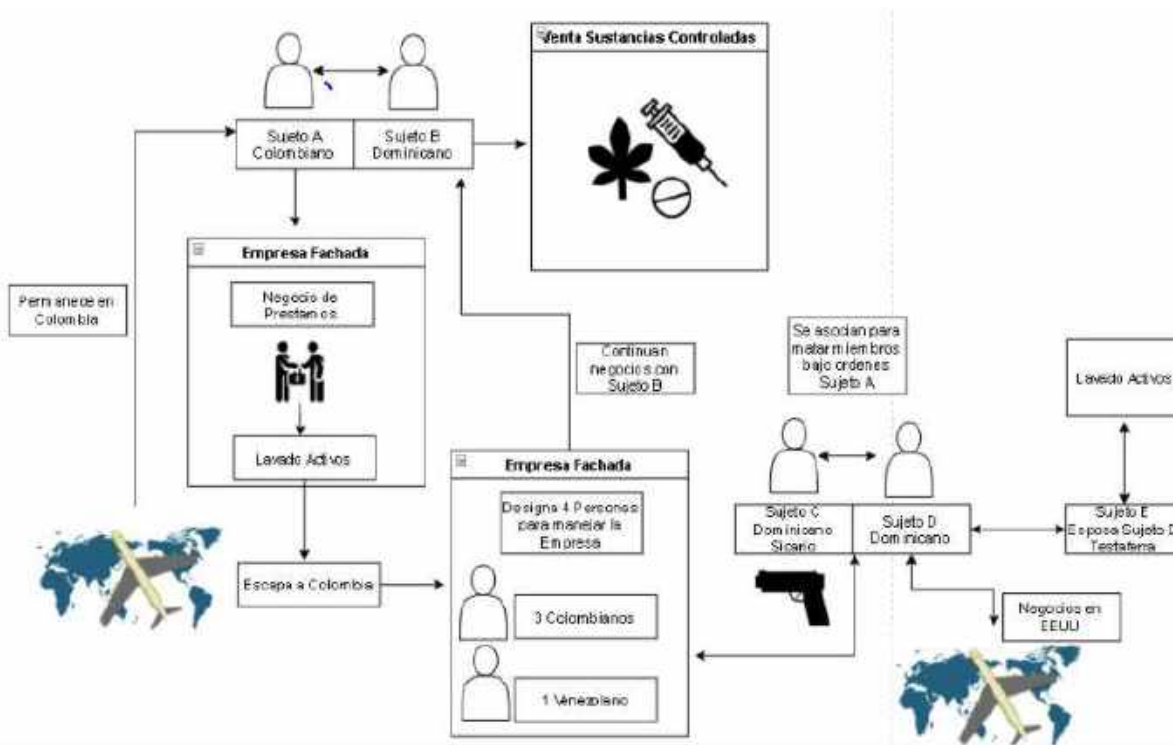 Venta Sustancias Controladas
Sujeto A
Colombiano
Sujeto B
Dominicano
Empresa Fachada
Negocio de
Prestamos
Lavado Activos
Permanece en
Colombia
Escapa a Colombia
Continuan
negocios con
Sujeto B
Empresa Fachada
Designa 4 Personas
para manejar la
Empresa
3 Colombianos
1 Venezolano
Se asocian para
matar miembros
bajo ordenes
Sujeto A
Sujeto C
Dominicano
Sicario
Sujeto D
Dominicano
Lavado Activos
Sujeto E
Esposa Sujeto D
Testaferra
Negocios en
EEUU